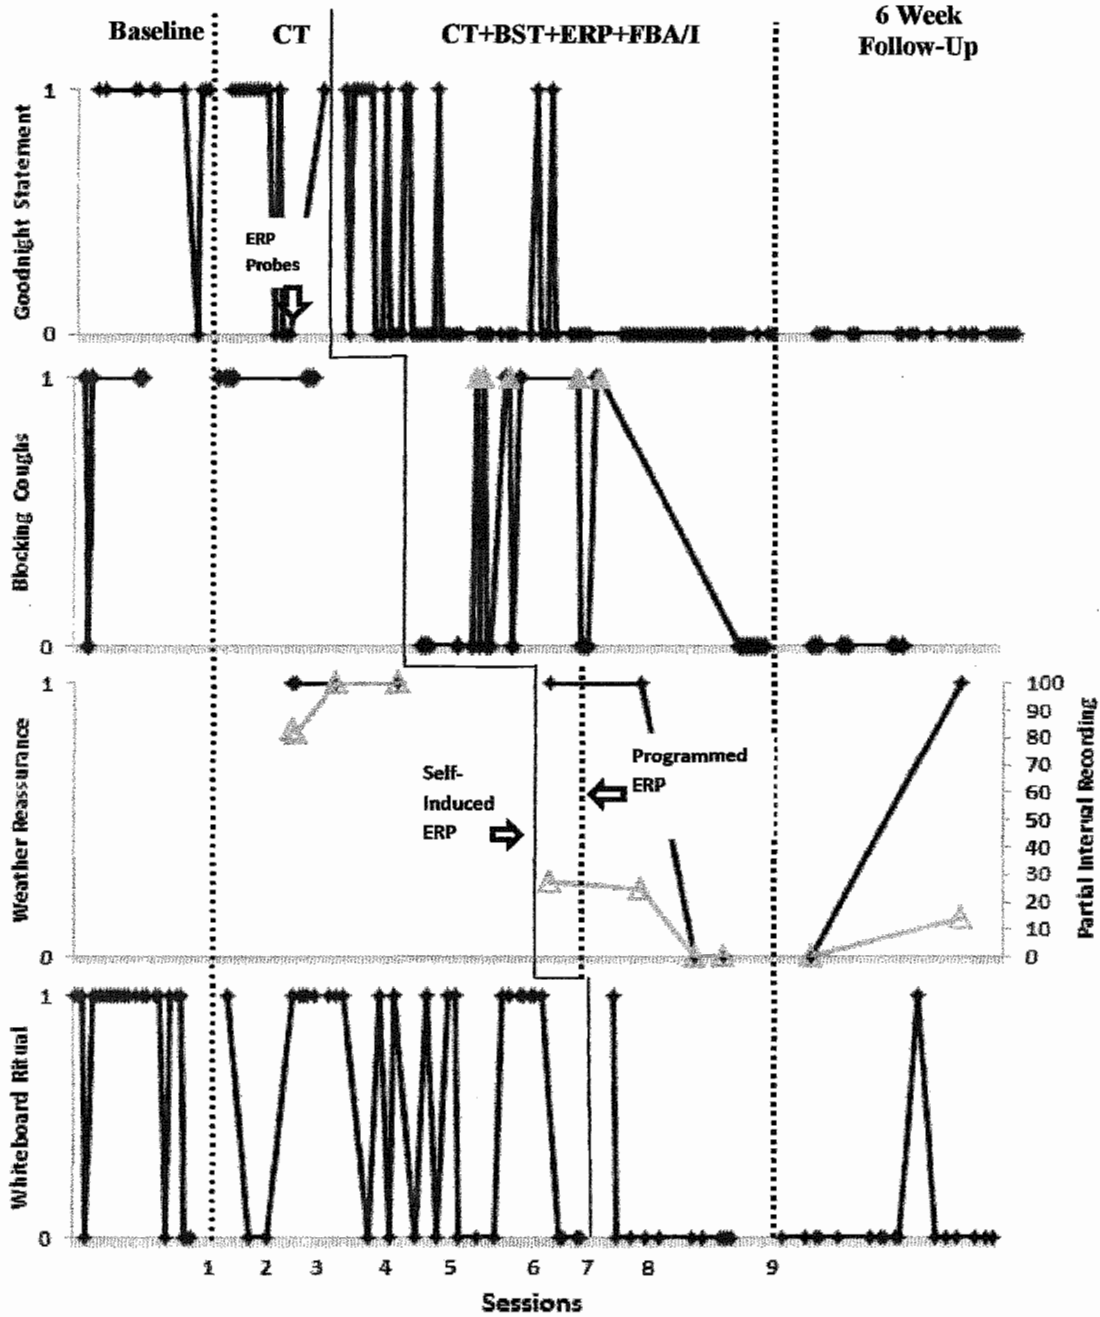 Baseline
CT
CT+BST+ERP+FBA/I
6 Week
Follow-Up
Goodnight Statement
1
0
ERP
Probes
Blocking Coughs
1
0
Weather Reassurance
1
0
Self-
Induced
ERP
Programmed
ERP
100
90
80
70
60
50
40
30
20
10
0
Partial Interval Recording
Whiteboard Ritual
1
0
1 2 3 4 5 6 7 8 9
Sessions